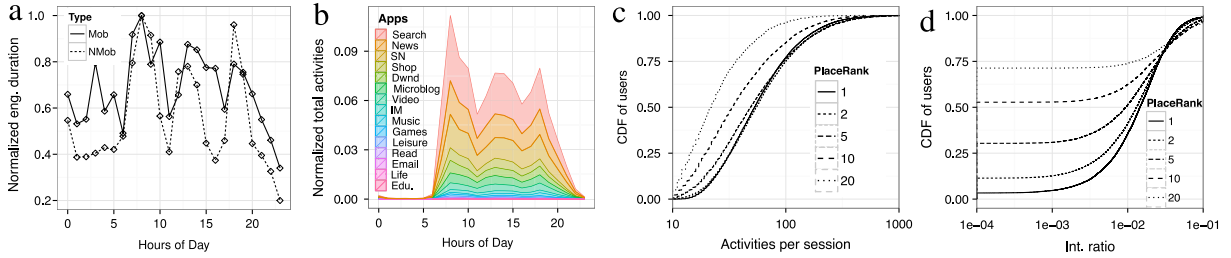 a
Normalized eng. duration
1.0
0.8
0.6
0.4
0.2
Type
Mob
NMob
0
5
10
15
20
Hours of Day
b
Normalized total activities
0.09
0.06
0.03
0.00
Apps
Search
News
SN
Shop
Dwnd
Microblog
Video
IM
Music
Games
Leisure
Read
Email
Life
Edu.
0
5
10
15
20
Hours of Day
c
CDF of users
1.00
0.75
0.50
0.25
0.00
PlaceRank
1
2
5
10
20
10
100
1000
Activities per session
d
CDF of users
1.00
0.75
0.50
0.25
0.00
PlaceRank
1
2
5
10
20
1e−04
1e−03
1e−02
1e−01
Int. ratio